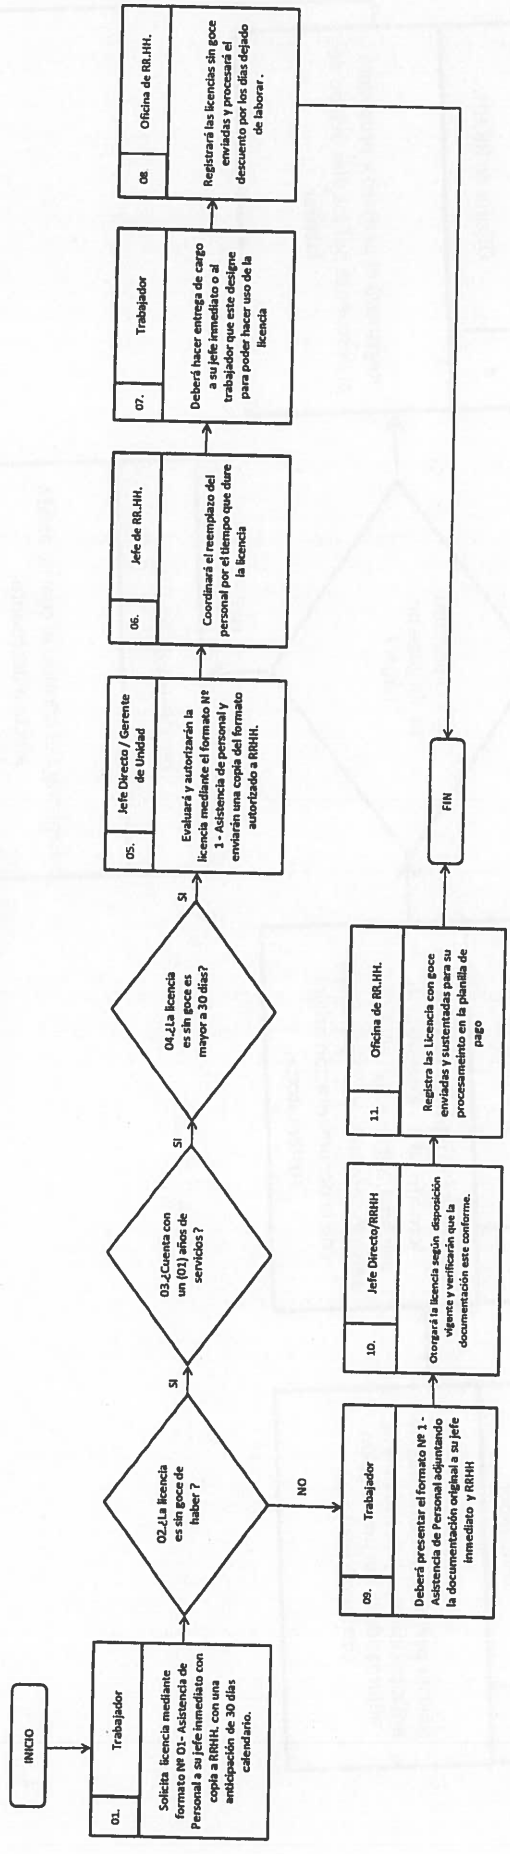 INICIO
01.
Trabajador
Solicita licencia mediante
formato Nº 01- Asistencia de
Personal a su jefe inmediato con
copia a RRHH, con una
anticipación de 30 días
calendario.
02.¿La licencia
es sin goce de
haber ?
SI
NO
03.¿Cuenta con
un (01) años de
servicios ?
SI
04.¿La licencia
es sin goce es
mayor a 30 días?
SI
05.
Jefe Directo / Gerente
de Unidad
Evaluará y autorizarán la
licencia mediante el formato Nº
1 - Asistencia de personal y
enviarán una copia del formato
autorizado a RRHH.
06.
Jefe de RR.HH.
Coordinará el reemplazo del
personal por el tiempo que dure
la licencia
07.
Trabajador
Deberá hacer entrega de cargo
a su jefe inmediato o al
trabajador que este designe
para poder hacer uso de la
licencia
08
Oficina de RR.HH.
Registrará las licencias sin goce
enviadas y procesará el
descuento por los días dejado
de laborar .
09.
Trabajador
Deberá presentar el formato Nº 1 -
Asistencia de Personal adjuntando
la documentación original a su jefe
inmediato y RRHH
10.
Jefe Directo/RRHH
Otorgará la licencia según disposición
vigente y verificarán que la
documentación este conforme.
11.
Oficina de RR.HH.
Registra las Licencia con goce
enviadas y sustentadas para su
procesameinto en la planilla de
pago
FIN